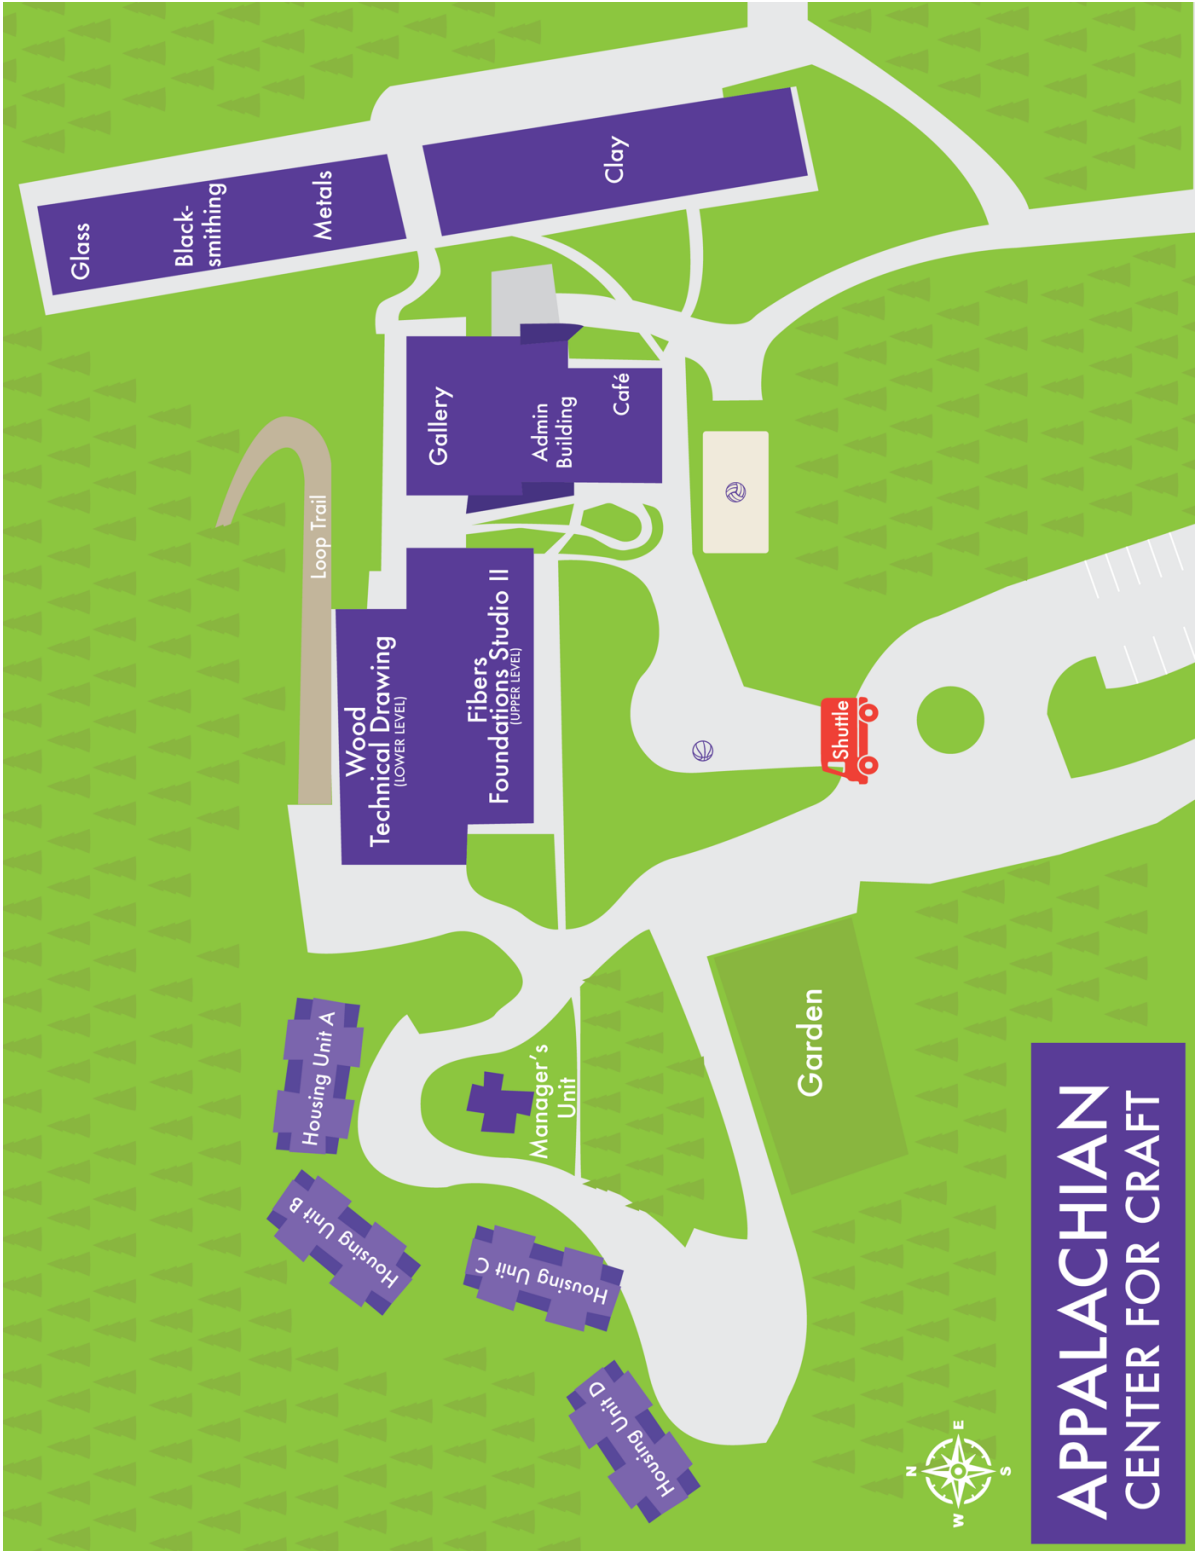 Glass
Black-
smithing
Metals
Clay
Gallery
Admin
Building
Café
Loop Trail
Wood
Technical Drawing
(LOWER LEVEL)
Fibers
Foundations Studio II
(UPPER LEVEL)
Shuttle
Housing Unit A
Housing Unit B
Housing Unit C
Housing Unit D
Manager's
Unit
Garden
N
E
S
W
APPALACHIAN
CENTER FOR CRAFT